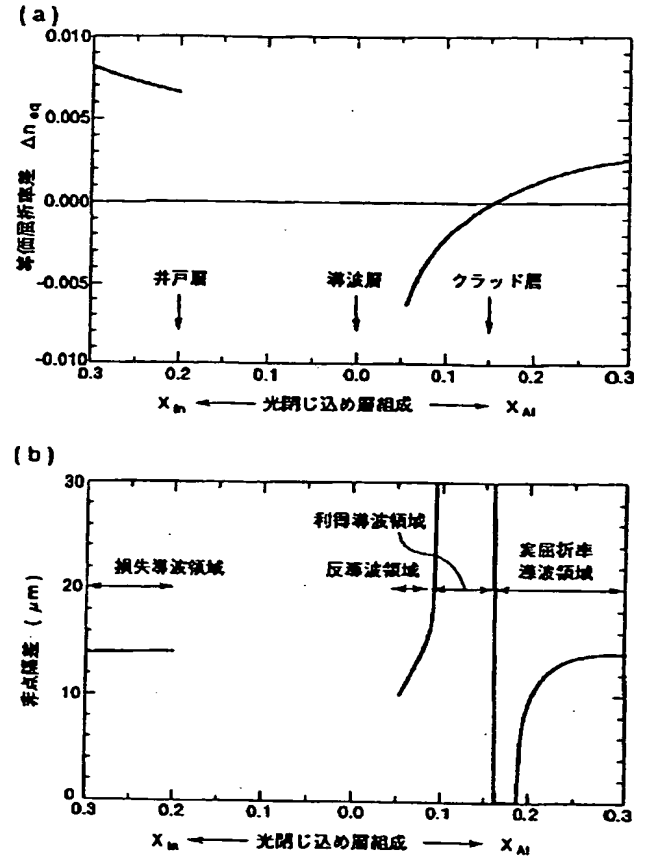 (a)
0.010
0.005
0.000
-0.005
-0.010
等価屈折率差 Δn eq
井戸層 導波層 クラッド層
0.3 0.2 0.1 0.0 0.1 0.2 0.3
X In ← 光閉じ込め層組成 → X Al
(b)
30
20
10
0
非点隔差 (μm)
利得導波領域
損失導波領域 反導波領域 実屈折率
導波領域
0.3 0.2 0.1 0.0 0.1 0.2 0.3
X In ← 光閉じ込め層組成 → X Al